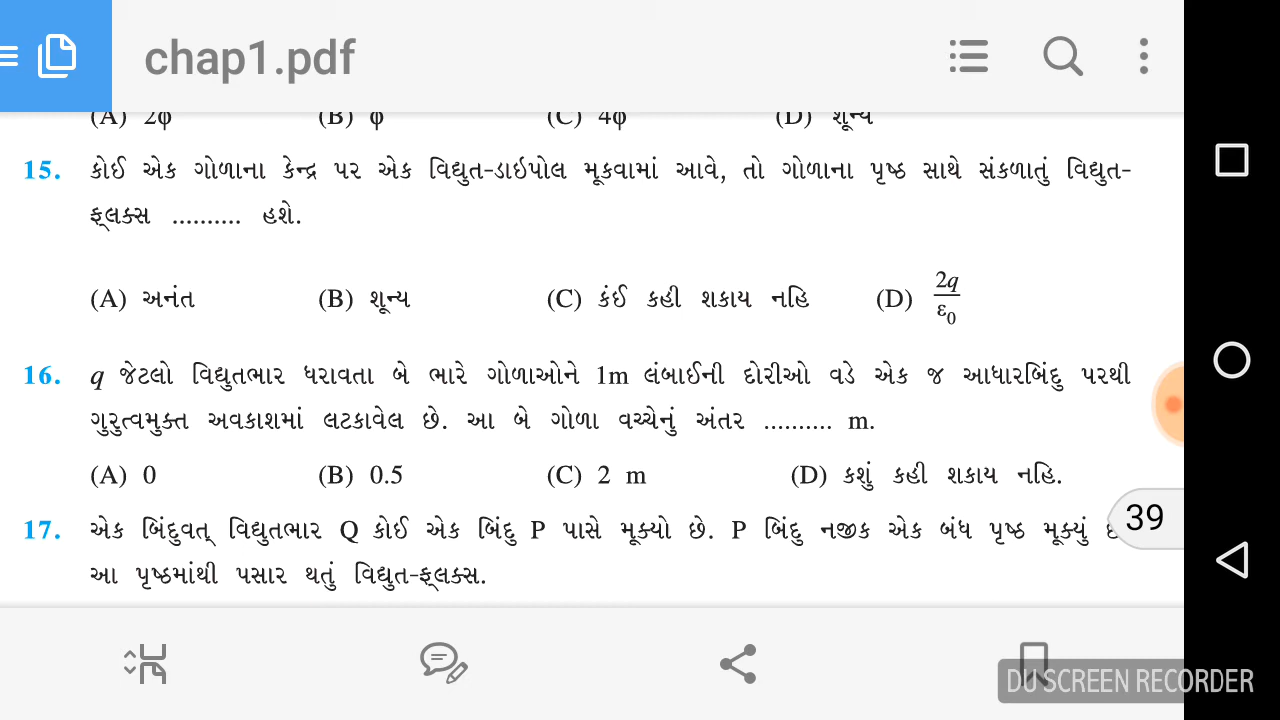 chap1.pdf
(A) 2ϕ (B) ϕ (C) 4ϕ (D) શૂન્ય
15. કોઈ એક ગોળાના કેન્દ્ર પર એક વિદ્યુત-ડાઇપોલ મૂકવામાં આવે, તો ગોળાના પૃષ્ઠ સાથે સંકળાતું વિદ્યુત-
ફ્લક્સ .......... હશે.
(A) અનંત (B) શૂન્ય (C) કંઈ કહી શકાય નહિ (D) 2q/ε₀
16. q જેટલો વિદ્યુતભાર ધરાવતા બે ભારે ગોળાઓને 1m લંબાઈની દોરીઓ વડે એક જ આધારબિંદુ પરથી
ગુરુત્વમુક્ત અવકાશમાં લટકાવેલ છે. આ બે ગોળા વચ્ચેનું અંતર .......... m.
(A) 0 (B) 0.5 (C) 2 m (D) કશું કહી શકાય નહિ.
17. એક બિંદુવત્ વિદ્યુતભાર Q કોઈ એક બિંદુ P પાસે મૂક્યો છે. P બિંદુ નજીક એક બંધ પૃષ્ઠ મૂક્યું
39
આ પૃષ્ઠમાંથી પસાર થતું વિદ્યુત-ફ્લક્સ.
DU SCREEN RECORDER